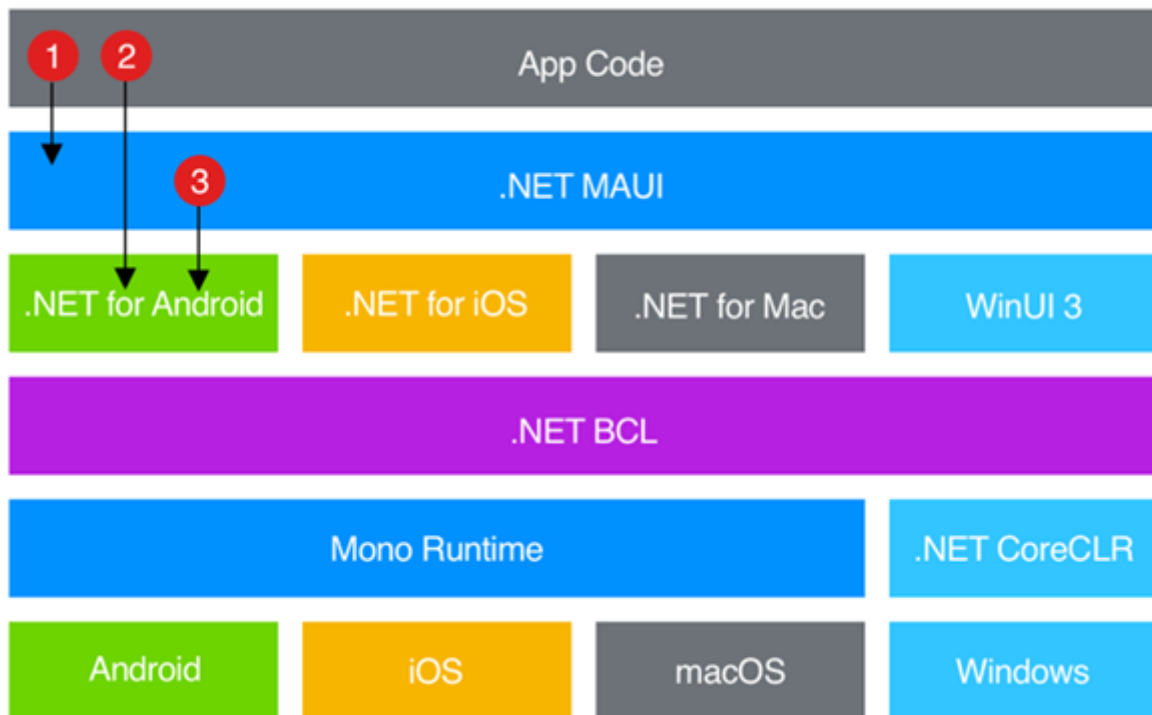 1 2 App Code
3 .NET MAUI
.NET for Android .NET for iOS .NET for Mac WinUI 3
.NET BCL
Mono Runtime .NET CoreCLR
Android iOS macOS Windows